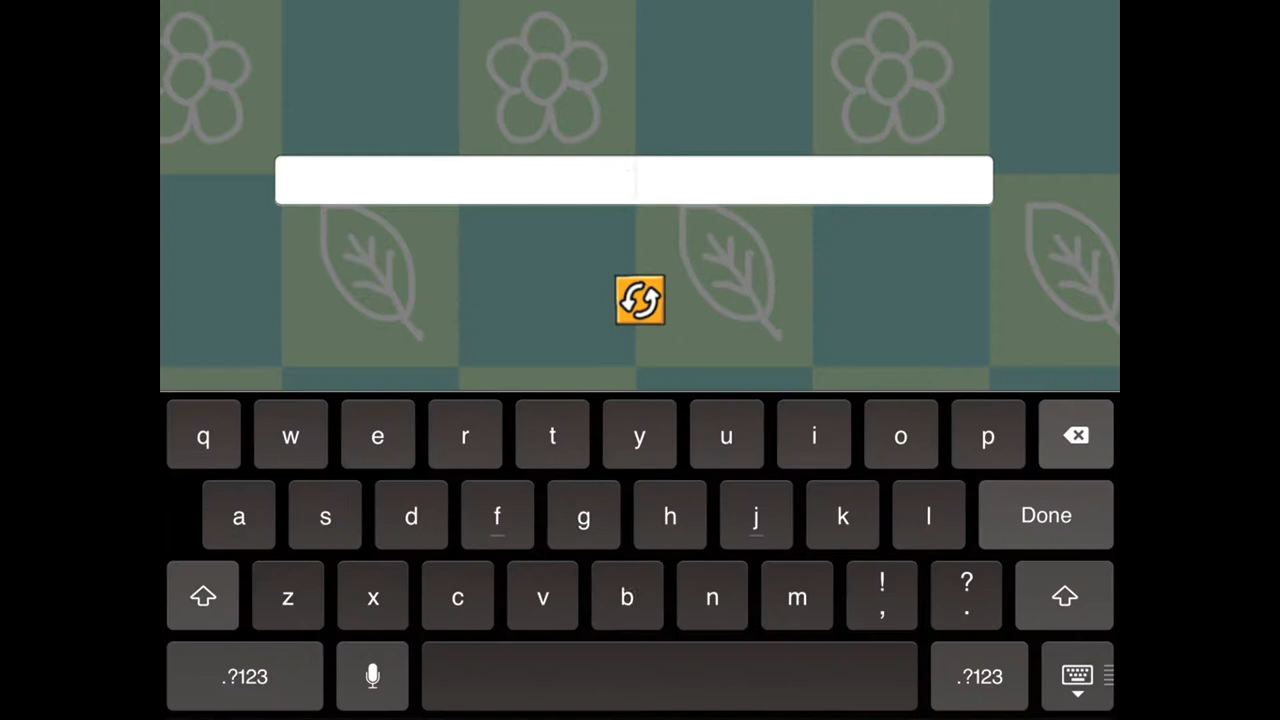 q w e r t y u i o p
a s d f g h j k l Done
z x c v b n m ! , ? .
.?123 .?123